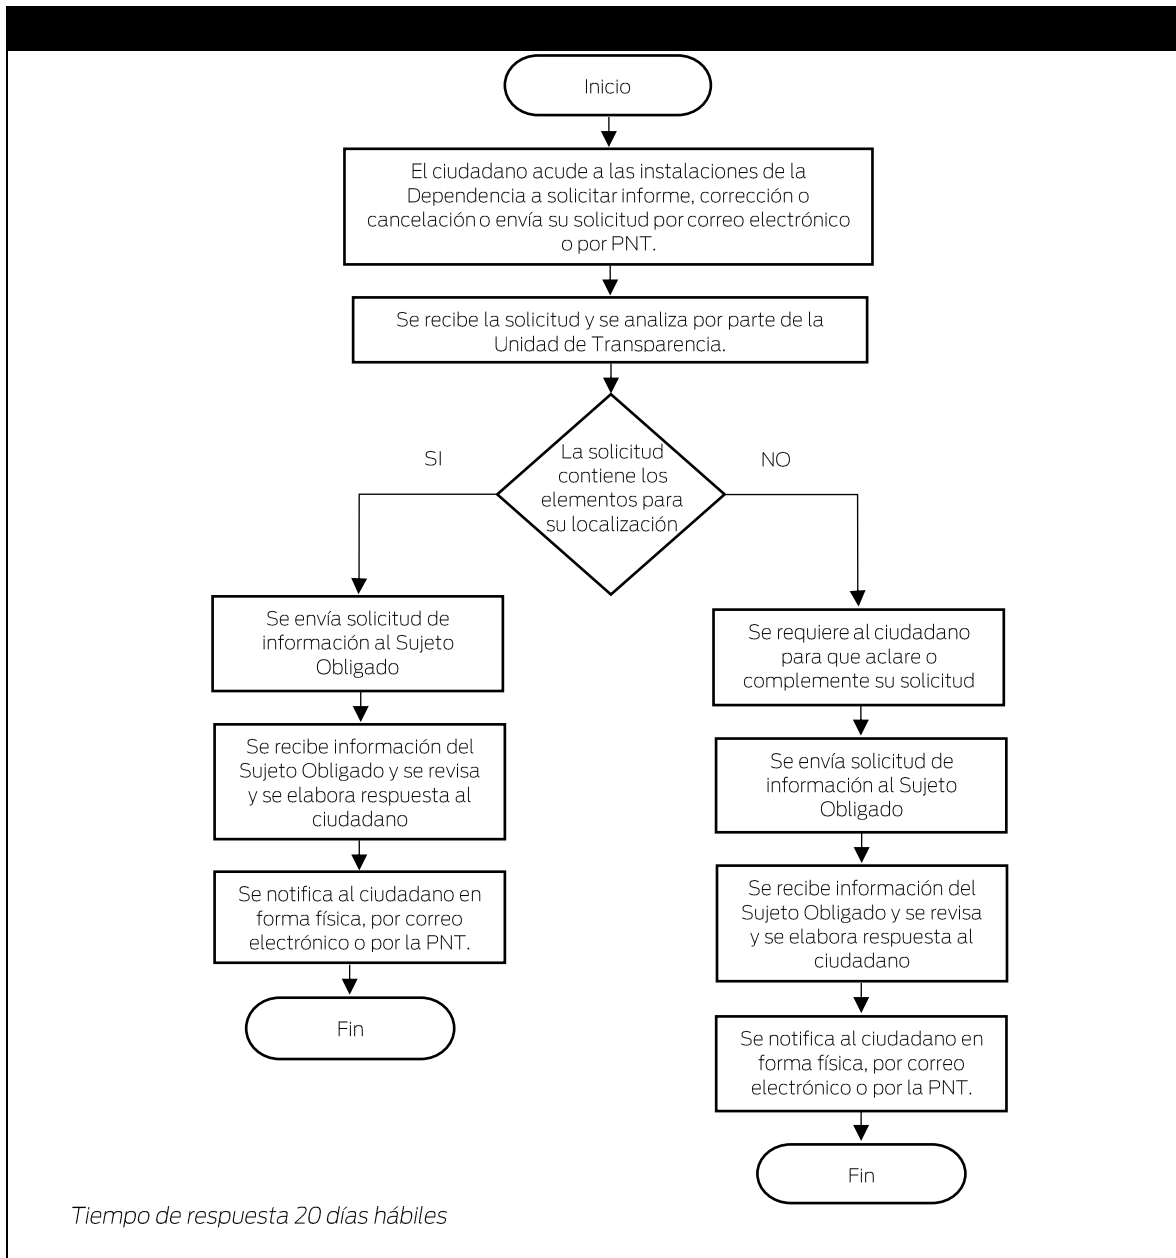 Inicio
El ciudadano acude a las instalaciones de la
Dependencia a solicitar informe, corrección o
cancelación o envía su solicitud por correo electrónico
o por PNT.
Se recibe la solicitud y se analiza por parte de la
Unidad de Transparencia.
La solicitud
contiene los
elementos para
su localización
SI
NO
Se envía solicitud de
información al Sujeto
Obligado
Se recibe información del
Sujeto Obligado y se revisa
y se elabora respuesta al
ciudadano
Se notifica al ciudadano en
forma física, por correo
electrónico o por la PNT.
Fin
Se requiere al ciudadano
para que aclare o
complemente su solicitud
Se envía solicitud de
información al Sujeto
Obligado
Se recibe información del
Sujeto Obligado y se revisa
y se elabora respuesta al
ciudadano
Se notifica al ciudadano en
forma física, por correo
electrónico o por la PNT.
Fin
Tiempo de respuesta 20 días hábiles